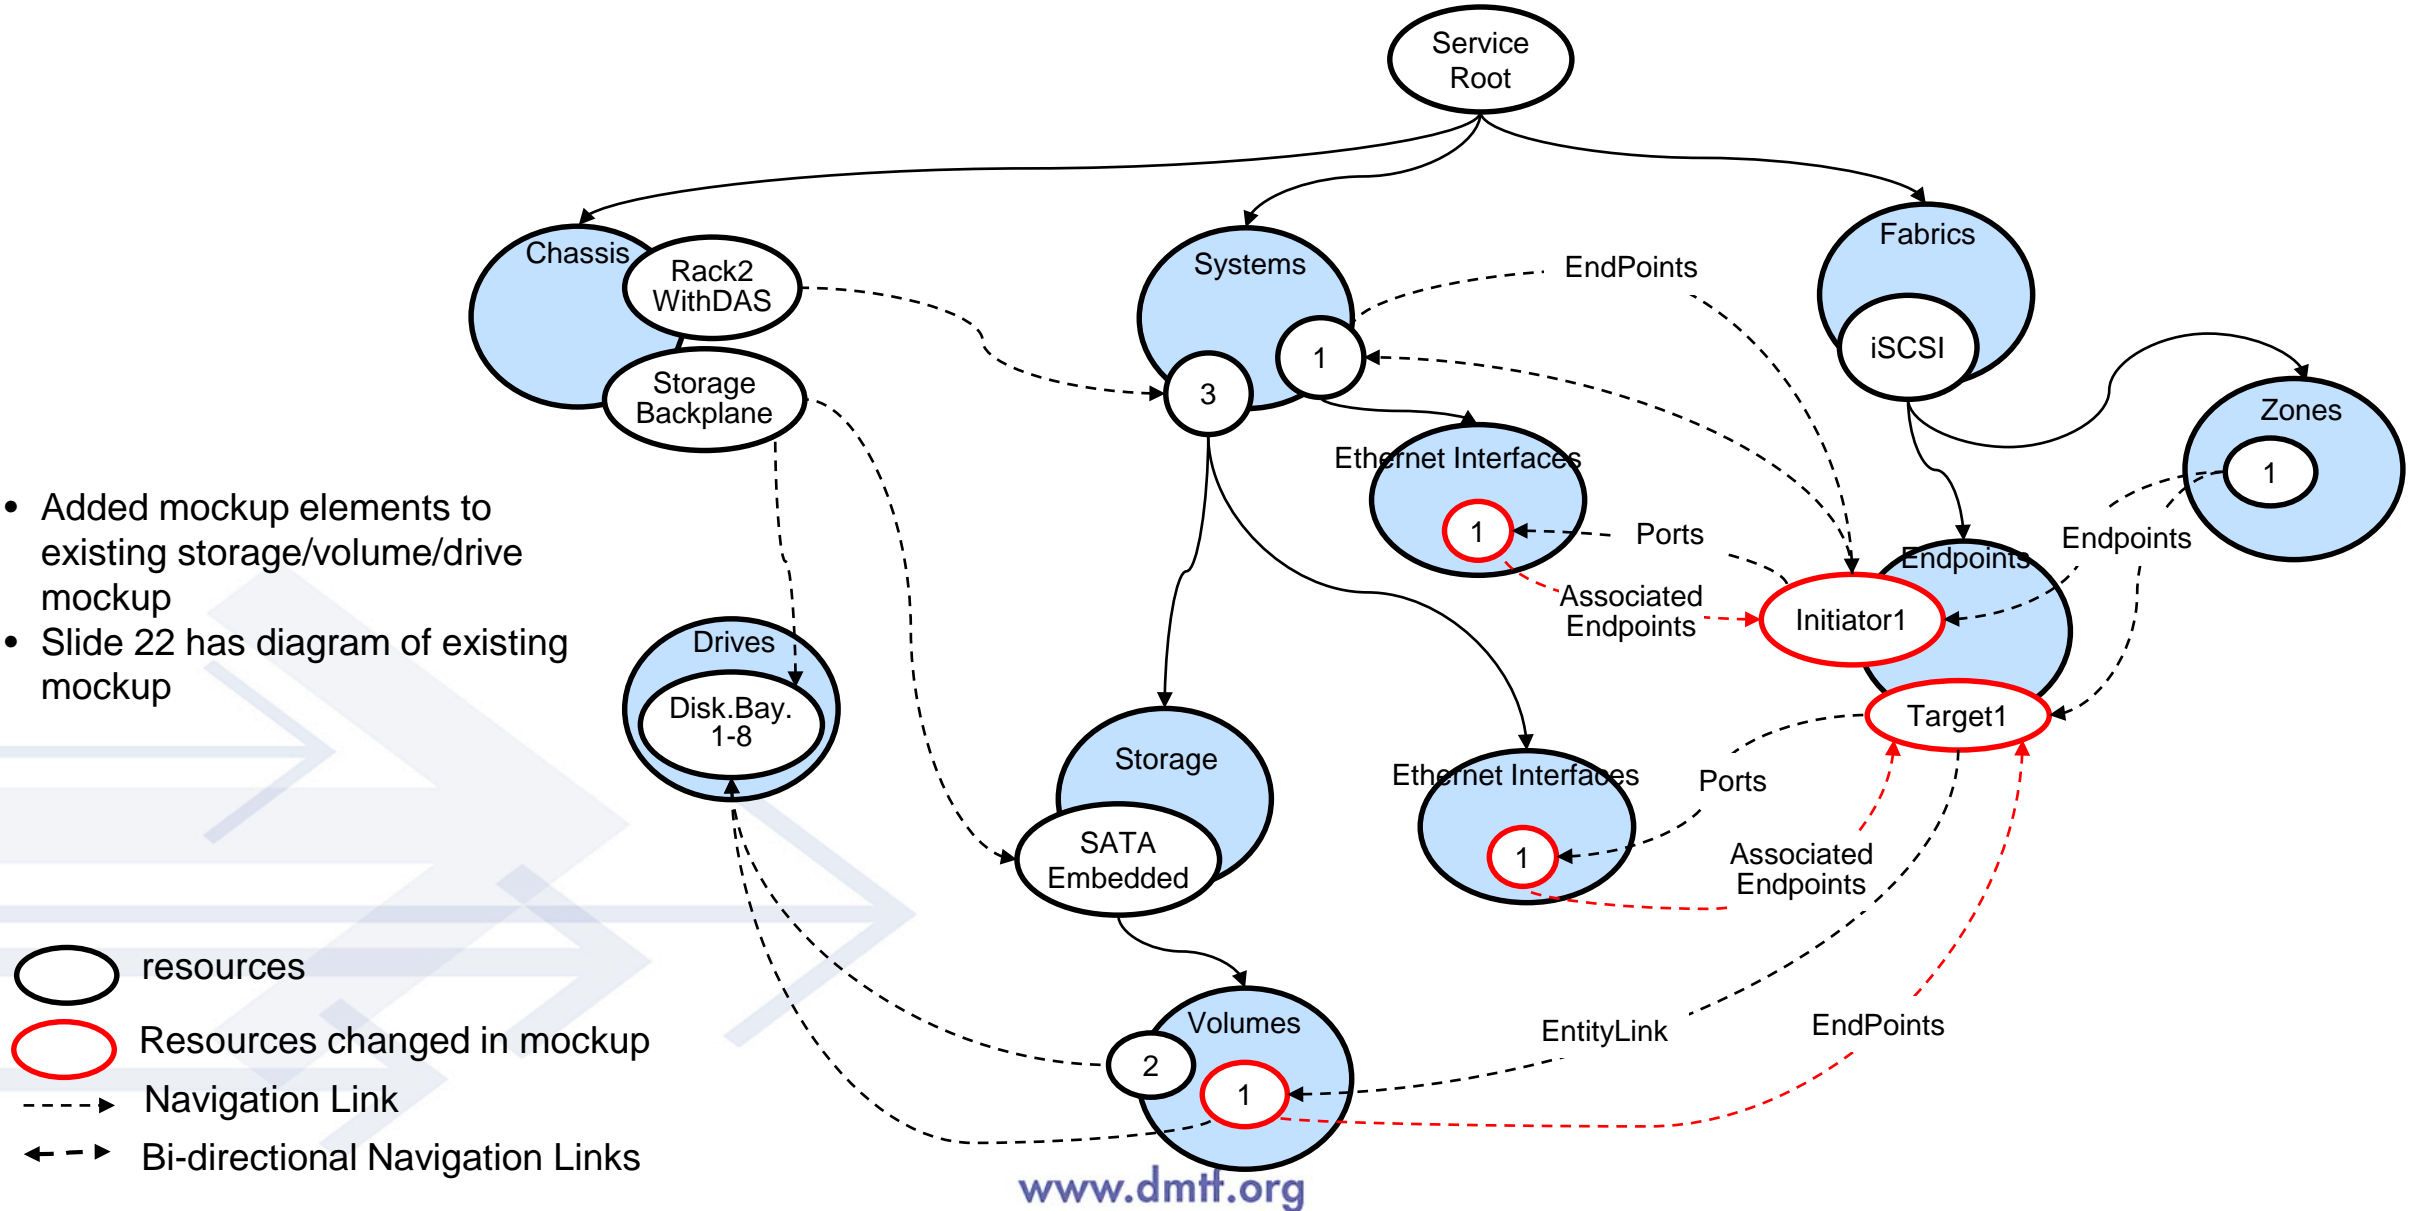 Service
Root
Chassis
Rack2
WithDAS
Storage
Backplane
Systems
1
3
EndPoints
Fabrics
iSCSI
Zones
1
Ethernet Interfaces
1
Ports
Associated
Endpoints
Endpoints
Endpoints
Initiator1
Target1
• Added mockup elements to
existing storage/volume/drive
mockup
• Slide 22 has diagram of existing
mockup
Drives
Disk.Bay.
1-8
Storage
SATA
Embedded
Ethernet Interfaces
1
Ports
Associated
Endpoints
Volumes
2
1
EntityLink
EndPoints
resources
Resources changed in mockup
Navigation Link
Bi-directional Navigation Links
www.dmtf.org